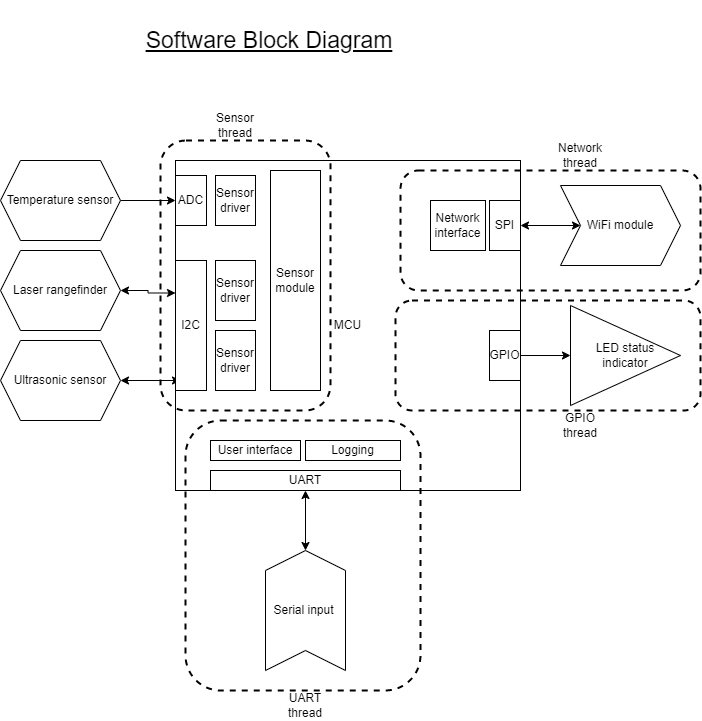 Software Block Diagram
Sensor
thread
Network
thread
Temperature sensor
ADC
Sensor
driver
Network
interface
SPI
WiFi module
Laser rangefinder
Sensor
driver
Sensor
module
I2C
MCU
Sensor
driver
GPIO
LED status
indicator
Ultrasonic sensor
GPIO
thread
User interface
Logging
UART
Serial input
UART
thread